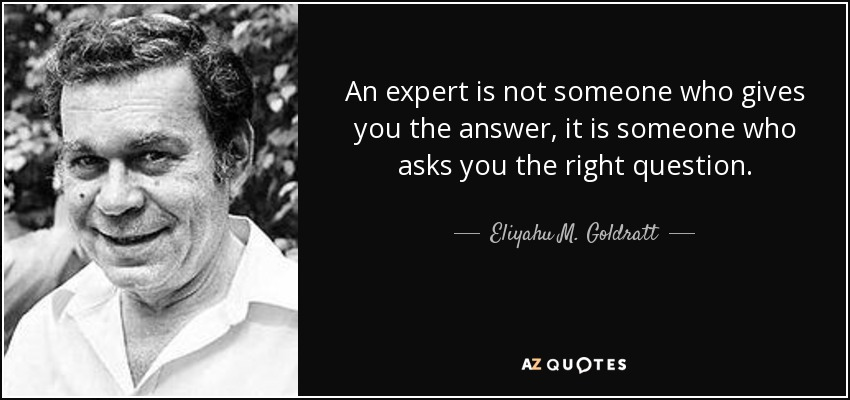 An expert is not someone who gives
you the answer, it is someone who
asks you the right question.
Eliyahu M. Goldratt
AZ QUOTES